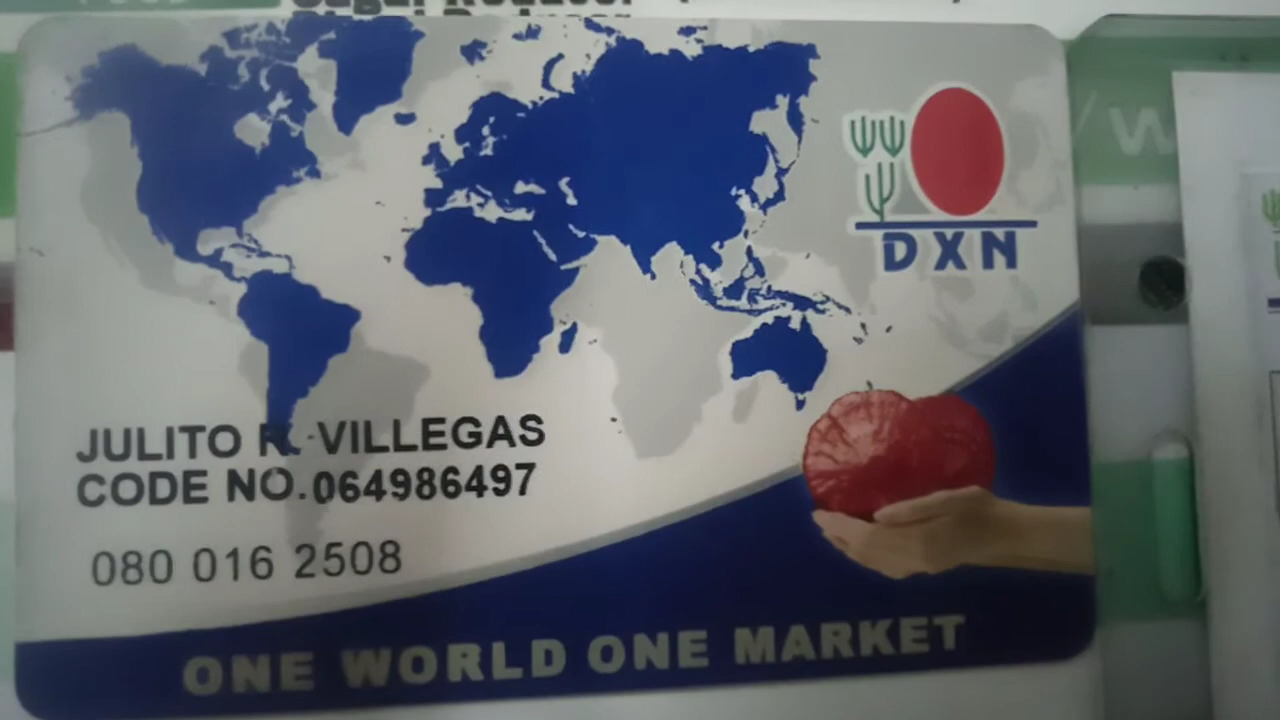 DXN
JULITO R. VILLEGAS
CODE NO. 064986497
080 016 2508
ONE WORLD ONE MARKET